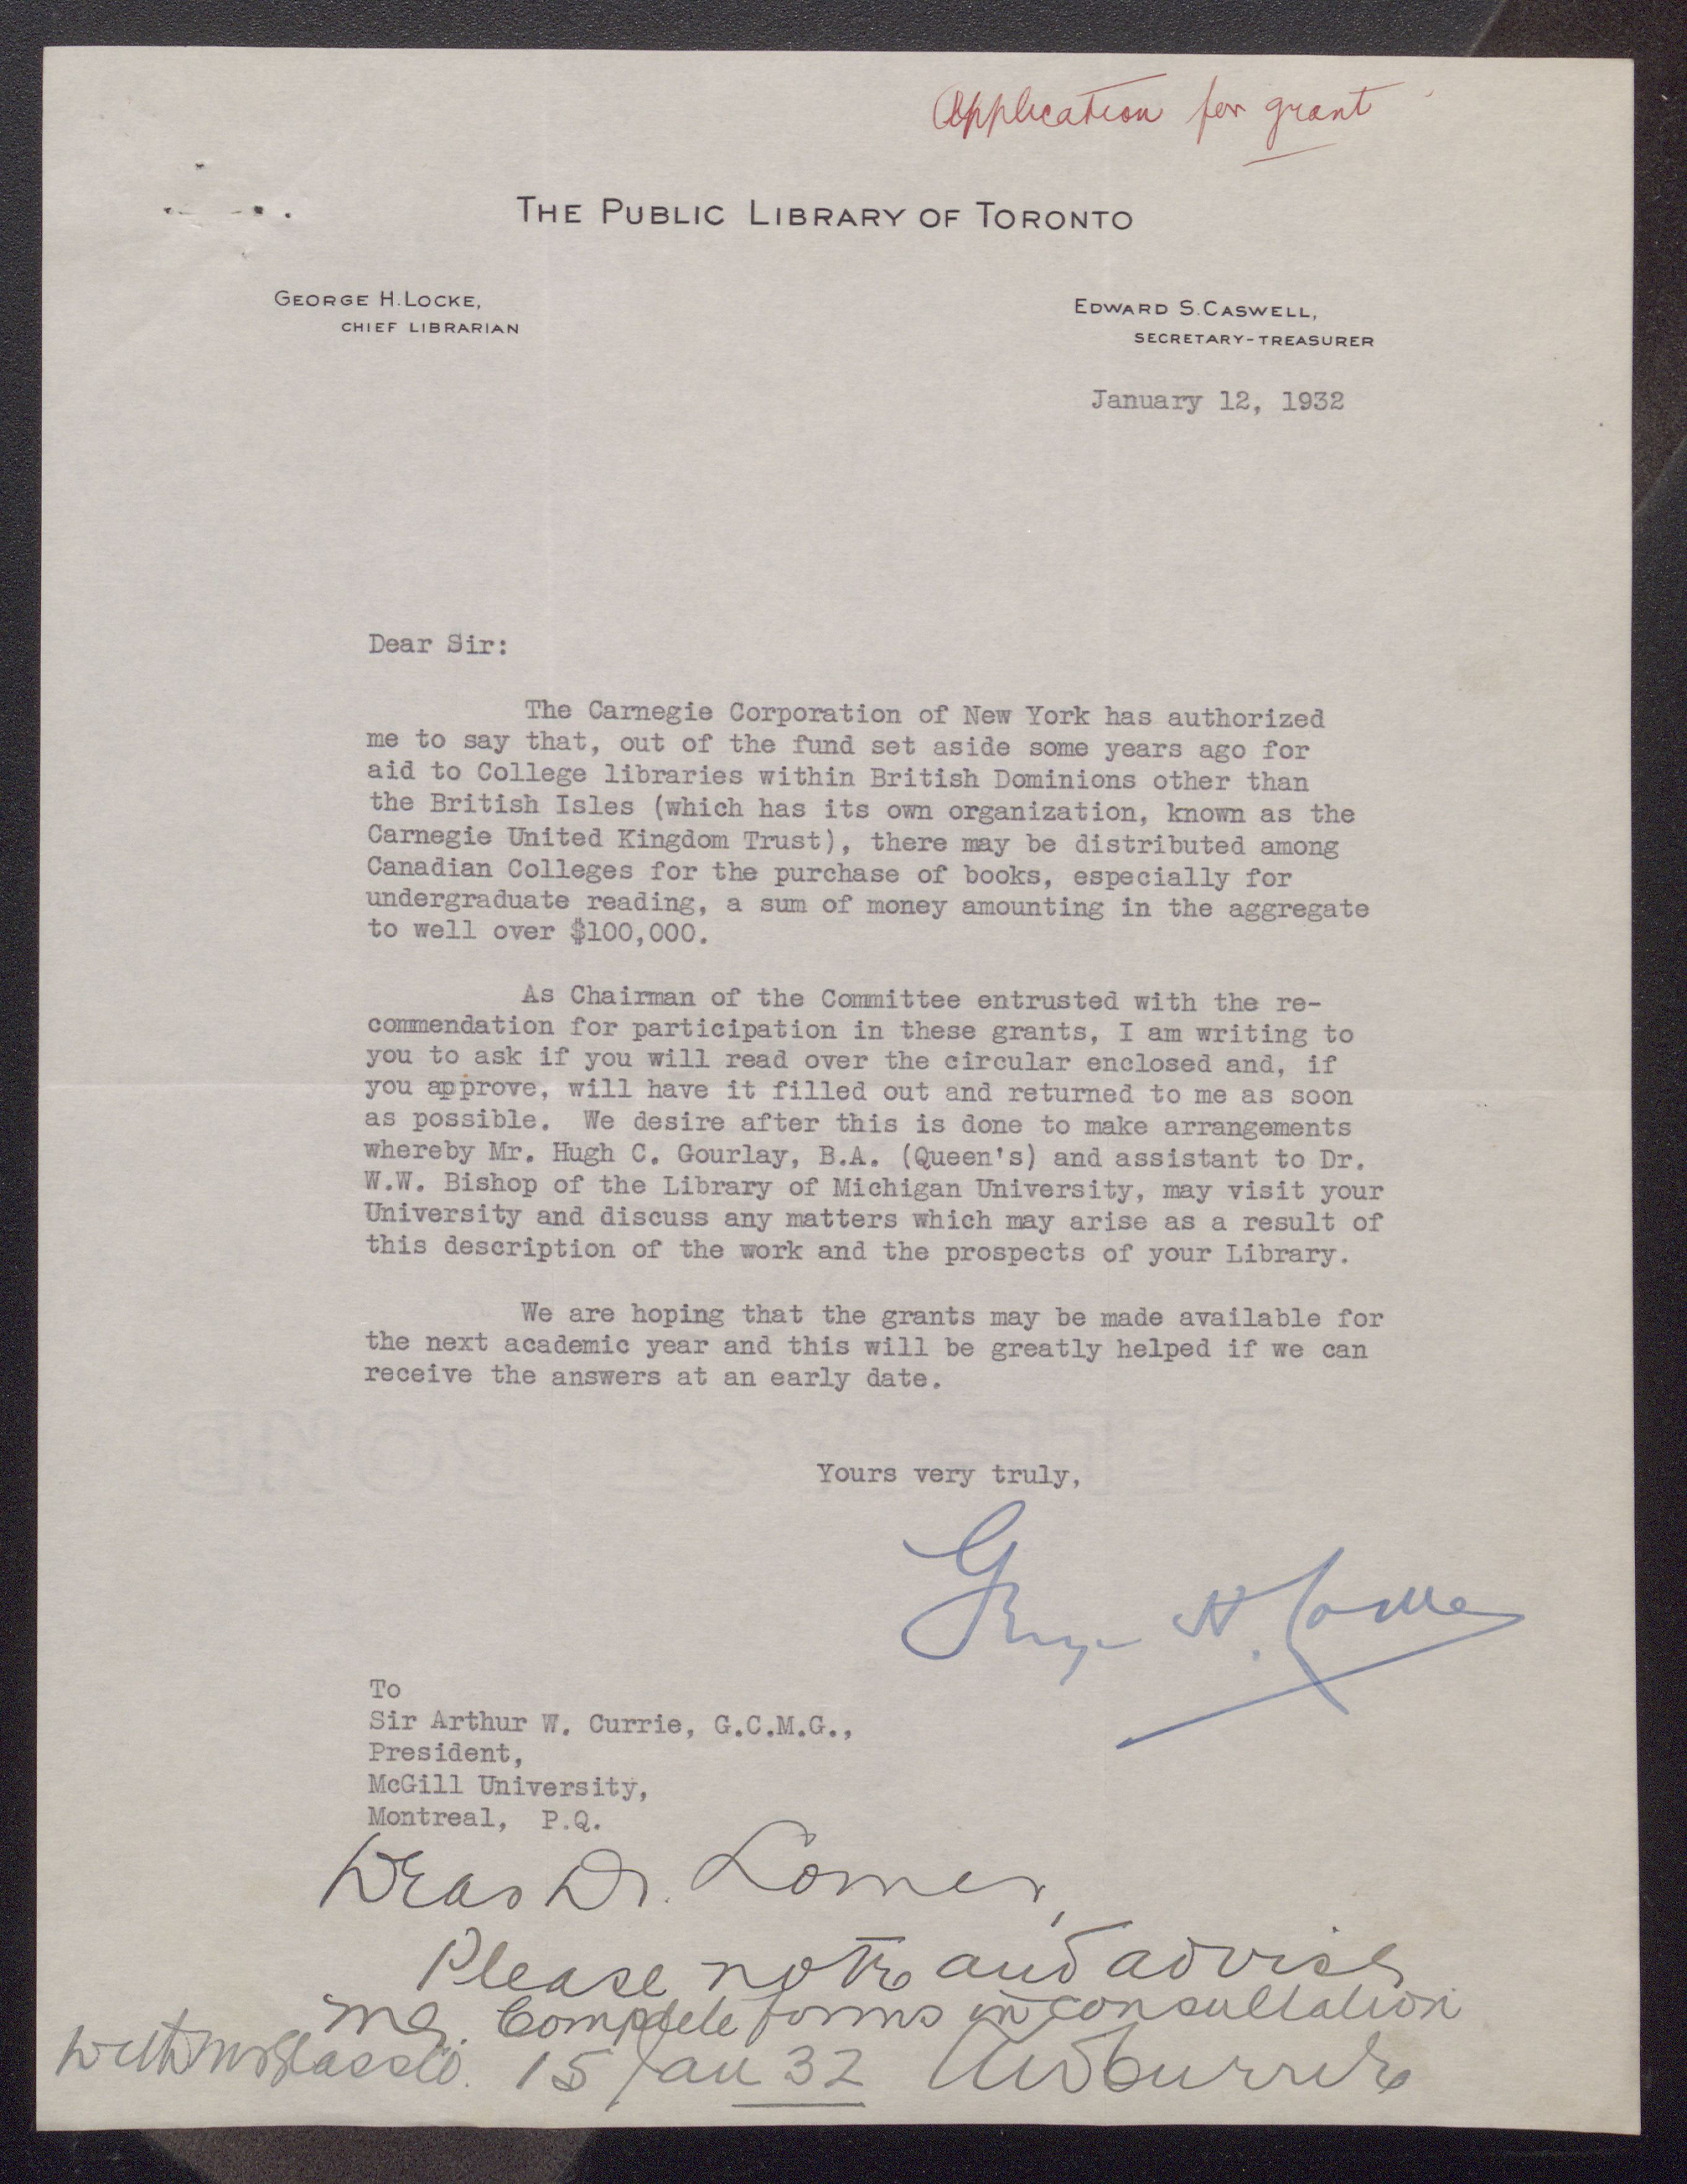 Application for grant
THE PUBLIC LIBRARY OF TORONTO
GEORGE H. LOCKE,
CHIEF LIBRARIAN
EDWARD S. CASWELL,
SECRETARY-TREASURER
January 12, 1932
Dear Sir:
The Carnegie Corporation of New York has authorized
me to say that, out of the fund set aside some years ago for
aid to College libraries within British Dominions other than
the British Isles (which has its own organization, known as the
Carnegie United Kingdom Trust), there may be distributed among
Canadian Colleges for the purchase of books, especially for
undergraduate reading, a sum of money amounting in the aggregate
to well over $100,000.
As Chairman of the Committee entrusted with the re-
commendation for participation in these grants, I am writing to
you to ask if you will read over the circular enclosed and, if
you approve, will have it filled out and returned to me as soon
as possible. We desire after this is done to make arrangements
whereby Mr. Hugh C. Gourlay, B.A. (Queen's) and assistant to Dr.
W.W. Bishop of the Library of Michigan University, may visit your
University and discuss any matters which may arise as a result of
this description of the work and the prospects of your Library.
We are hoping that the grants may be made available for
the next academic year and this will be greatly helped if we can
receive the answers at an early date.
Yours very truly,
George H. Locke
To
Sir Arthur W. Currie, G.C.M.G.,
President,
McGill University,
Montreal, P.Q.
Dear Dr. Lomer,
Please note and advise
me. Complete forms in consultation
with 15 Jan 32 AWCurrie